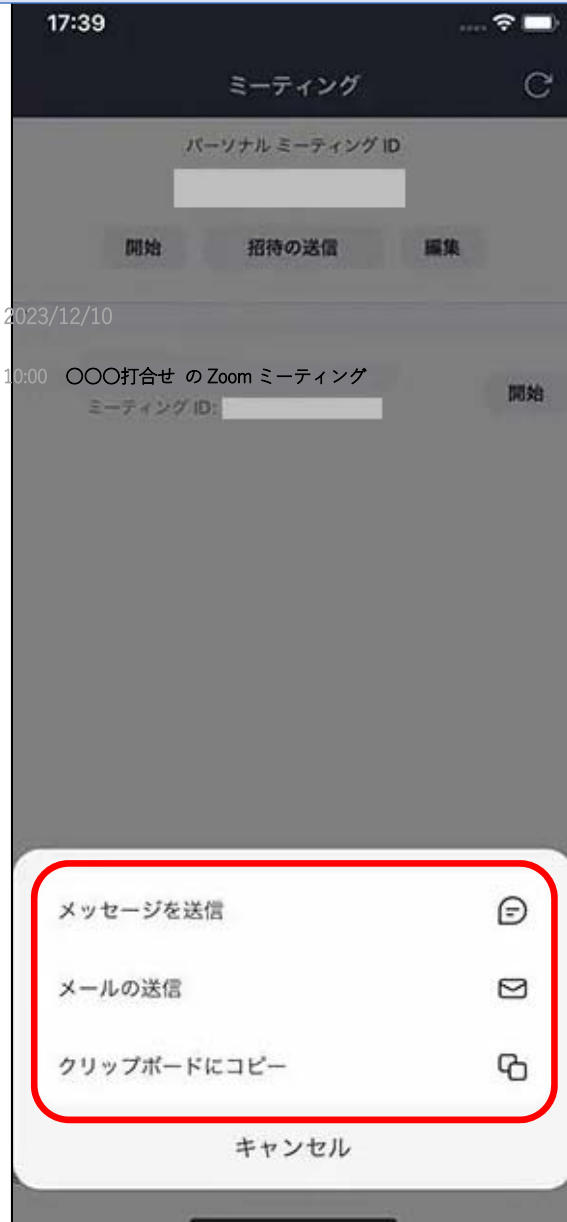 17:39
ミーティング
パーソナル ミーティング ID
開始 招待の送信 編集
2023/12/10
10:00 〇〇〇打合せ の Zoom ミーティング
開始
ミーティング ID:
メッセージを送信
メールの送信
クリップボードにコピー
キャンセル